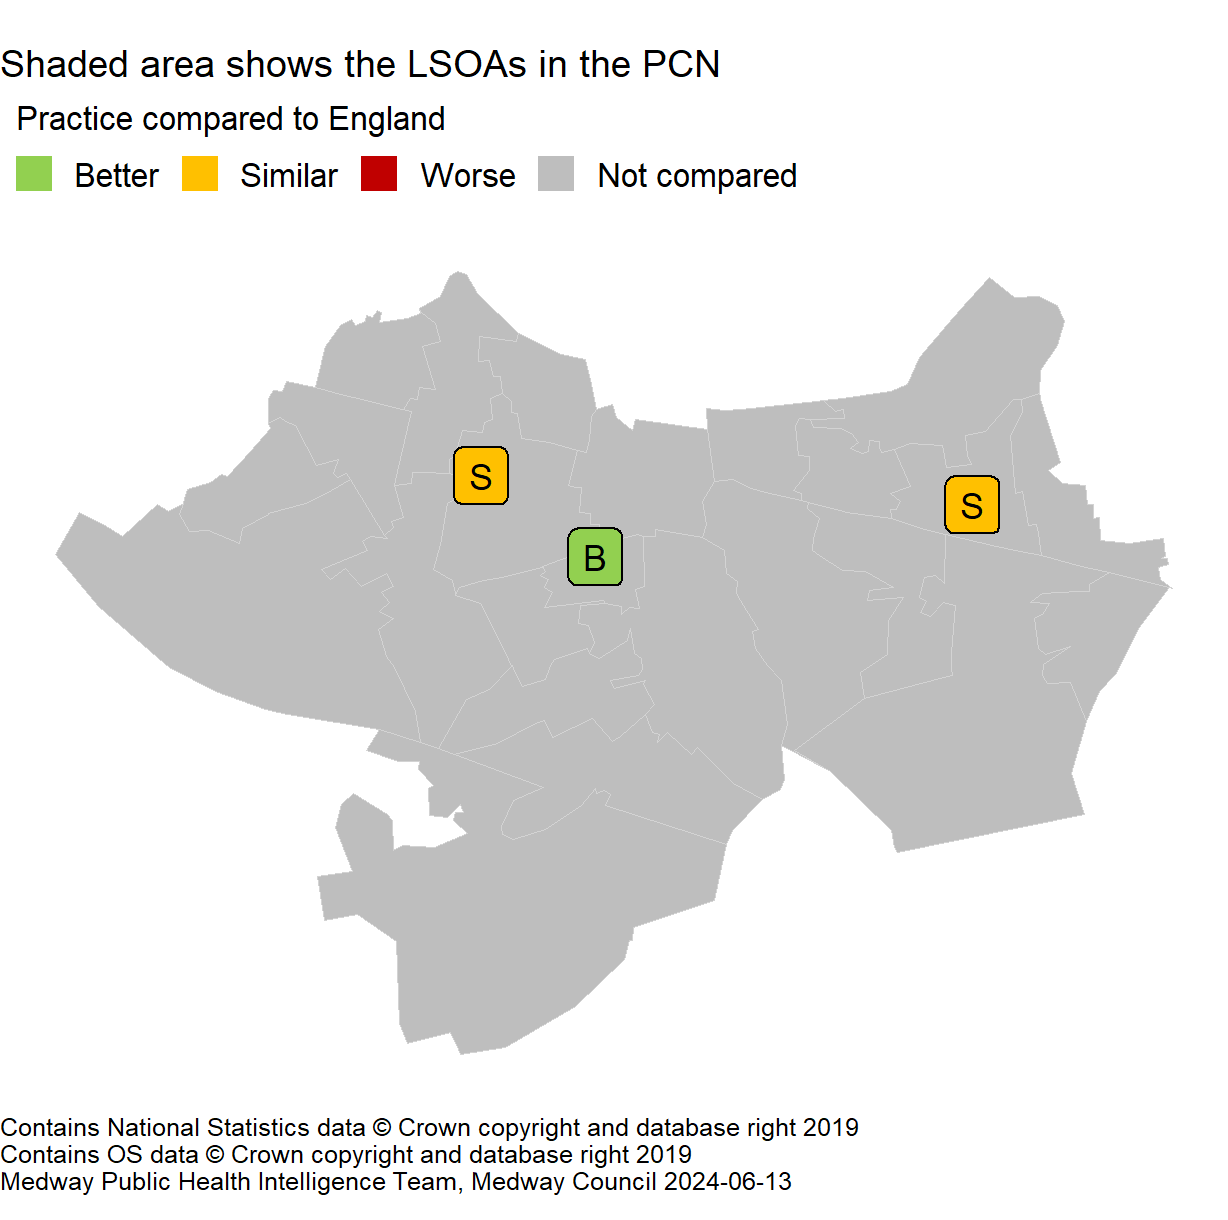 Shaded area shows the LSOAs in the PCN
Practice compared to England
Better Similar Worse Not compared
S
S
B
Contains National Statistics data © Crown copyright and database right 2019
Contains OS data © Crown copyright and database right 2019
Medway Public Health Intelligence Team, Medway Council 2024-06-13